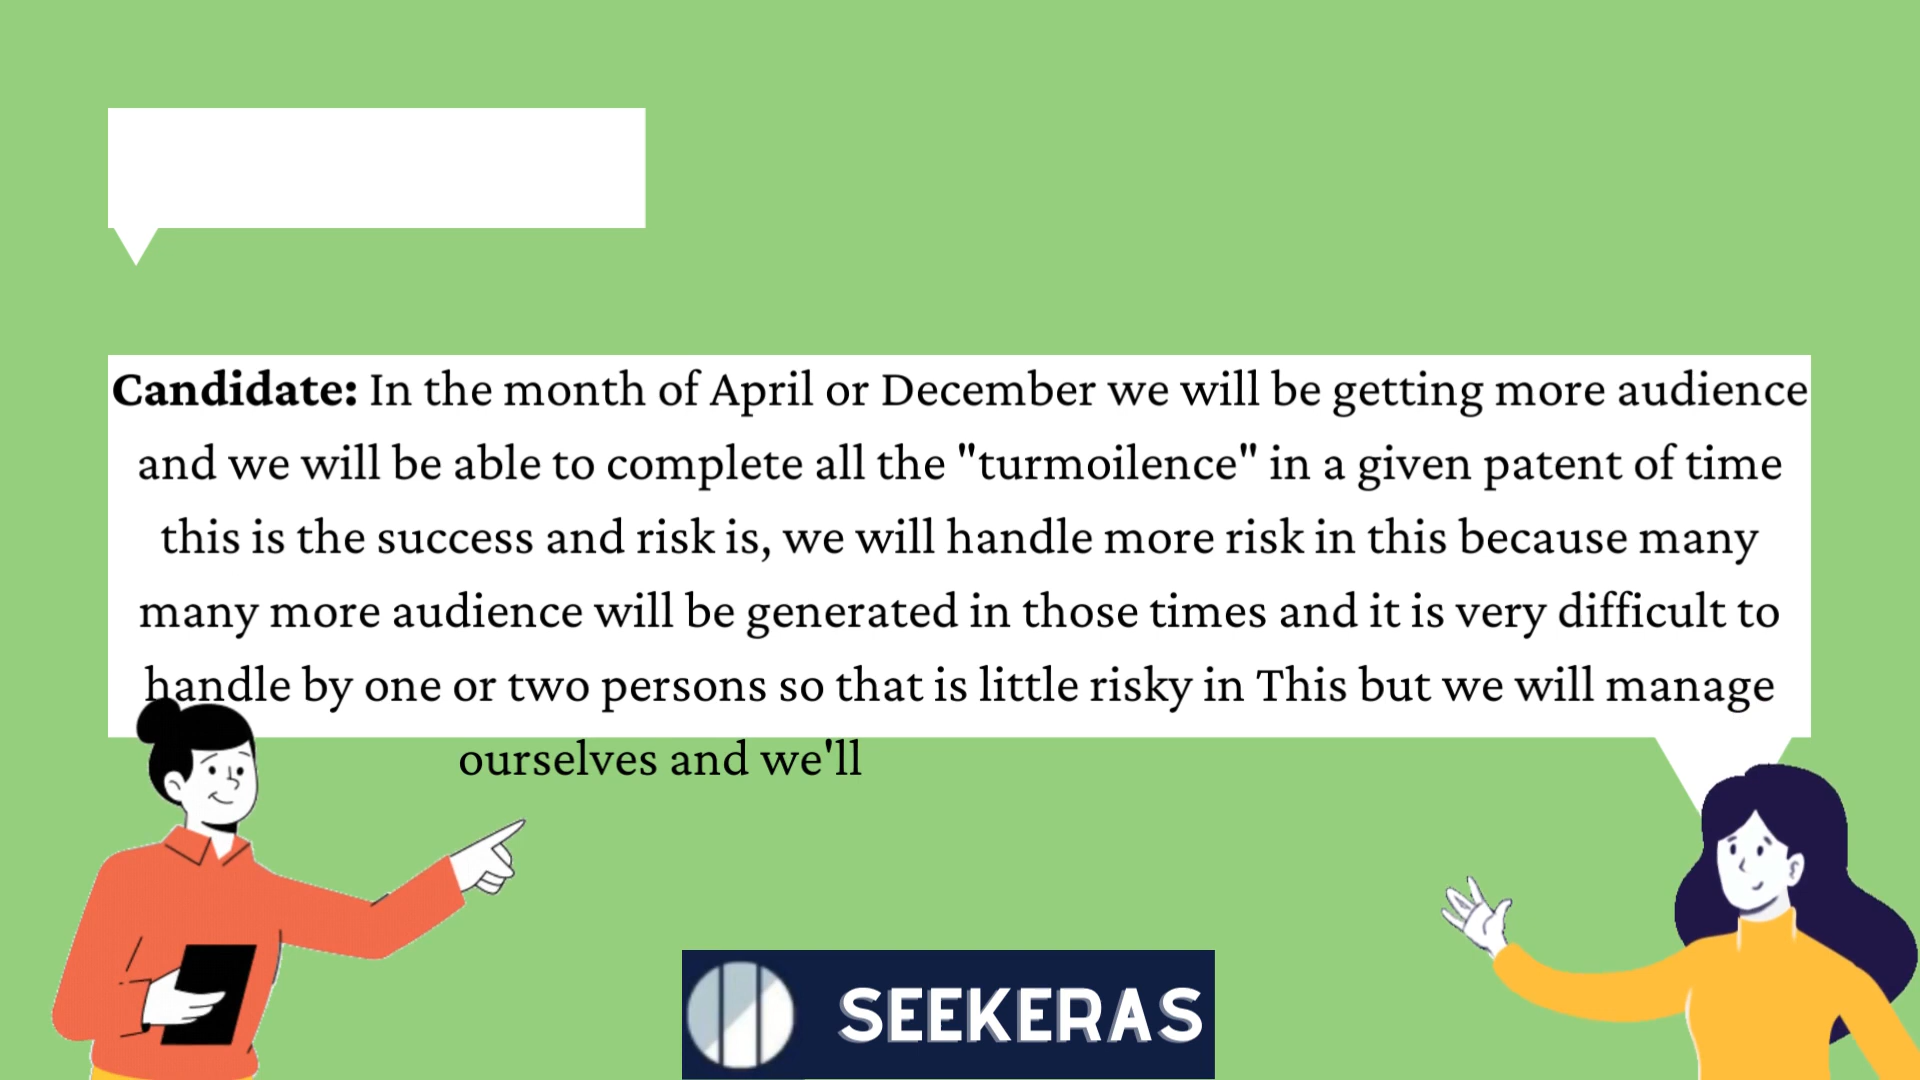 Candidate: In the month of April or December we will be getting more audience
and we will be able to complete all the "turmoilence" in a given patent of time
this is the success and risk is, we will handle more risk in this because many
many more audience will be generated in those times and it is very difficult to
handle by one or two persons so that is little risky in This but we will manage
ourselves and we'll
SEEKERAS